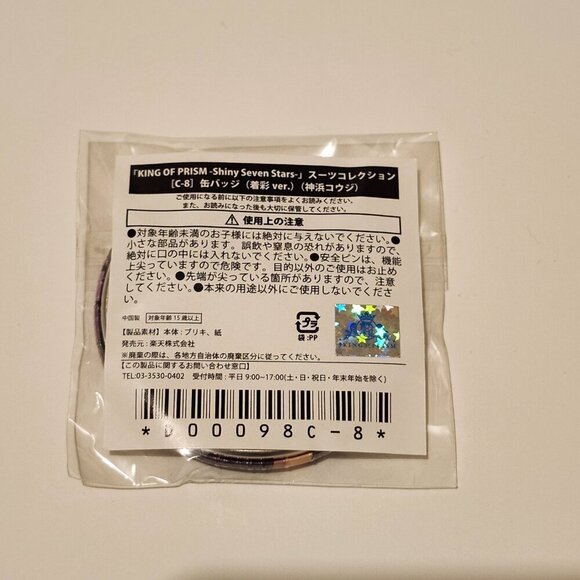 「KING OF PRISM -Shiny Seven Stars-」スーツコレクション
[C-8] 缶バッジ（着彩 ver.）（神浜コウジ）
ご使用になる前に以下の注意事項をよくお読みください。
また、お読みになった後も大切に保管してください。
⚠ 使用上の注意
●対象年齢未満のお子様には絶対に与えないでください。●
小さな部品があります。誤飲や窒息の恐れがありますので、
絶対に口の中には入れないでください。●安全ピンは、機能
上尖っていますので危険です。目的以外のご使用はお止め
ください。●先端が尖っている箇所がありますので、注意
してください。●本来の用途以外にご使用しないでくださ
い。
中国製 対象年齢 15 歳以上
【製品素材】本体：ブリキ、紙
発売元：楽天株式会社
プラ
袋:PP
KING OF PRISM
※廃棄の際は、各地方自治体の廃棄区分に従ってください。
【この製品に関するお問い合わせ窓口】
TEL:03-3530-0402 受付時間：平日 9:00~17:00(土・日・祝日・年末年始を除く)
*D00098C-8*